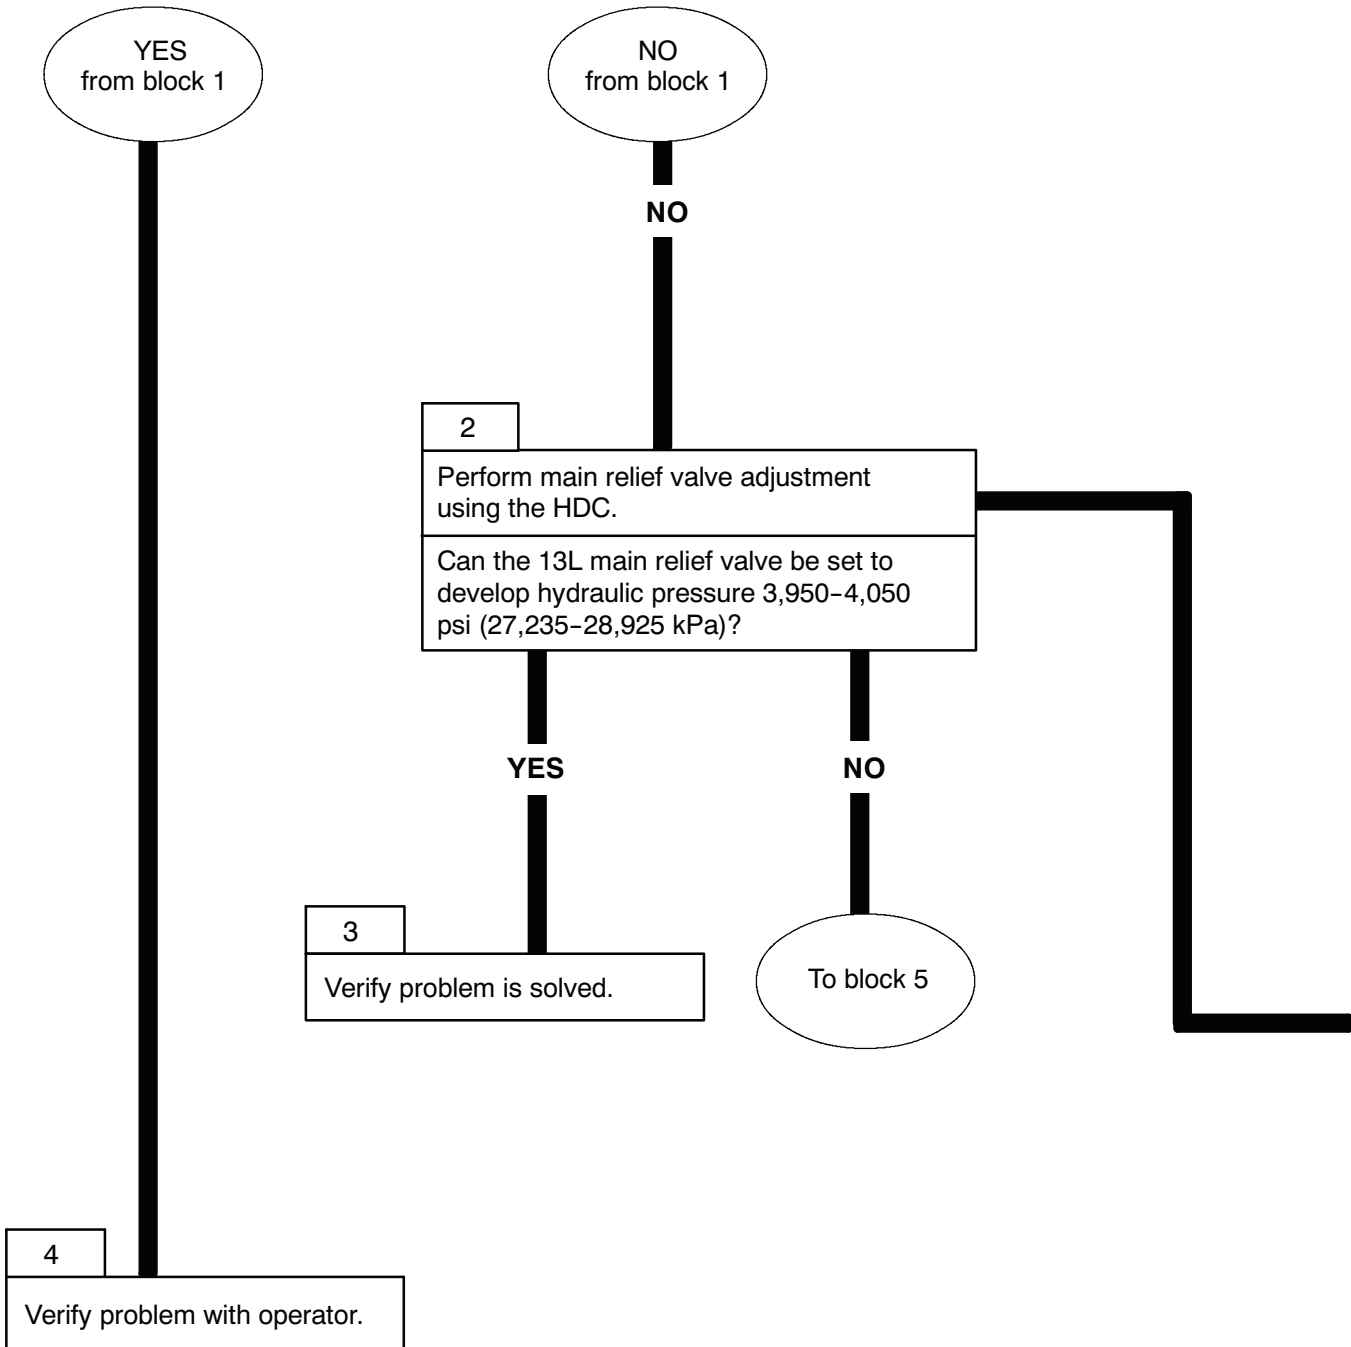 YES
from block 1
NO
from block 1
NO
2
Perform main relief valve adjustment
using the HDC.
Can the 13L main relief valve be set to
develop hydraulic pressure 3,950–4,050
psi (27,235–28,925 kPa)?
YES
NO
3
Verify problem is solved.
To block 5
4
Verify problem with operator.